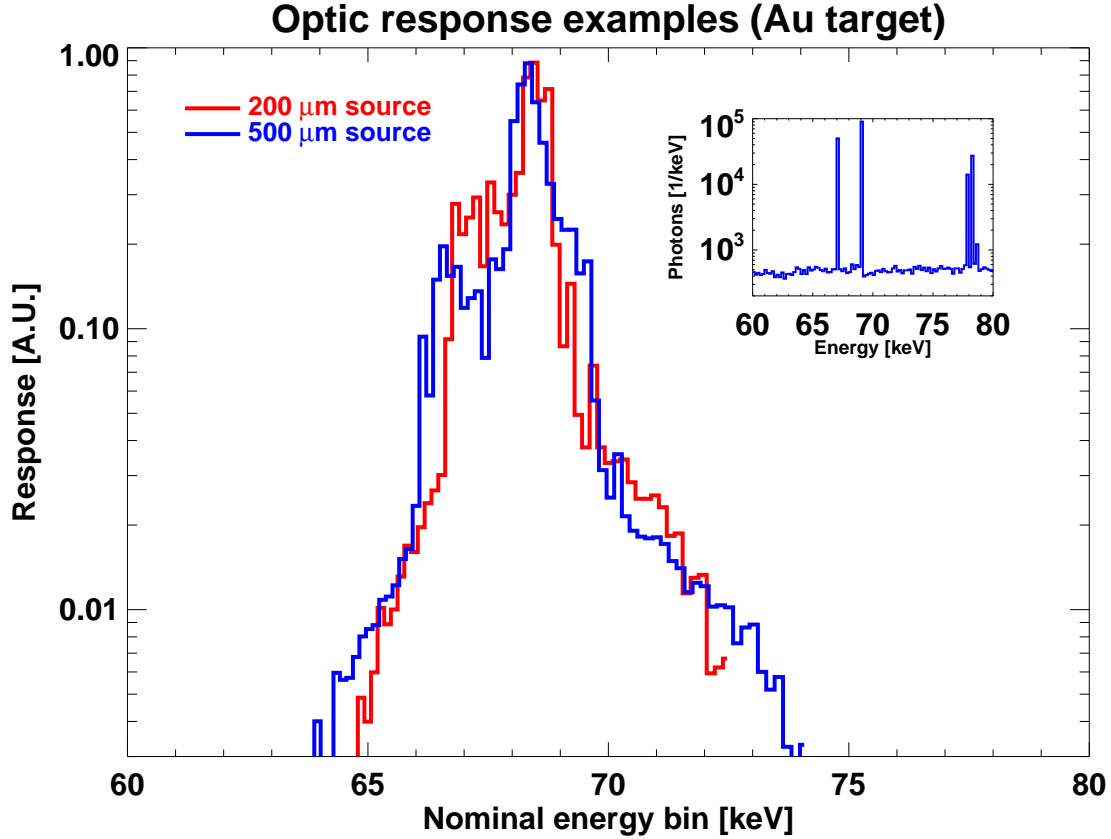 Optic response examples (Au target)
1.00
0.10
0.01
Response [A.U.]
200 μm source
500 μm source
10⁵
10⁴
10³
Photons [1/keV]
60 65 70 75 80
Energy [keV]
60 65 70 75 80
Nominal energy bin [keV]